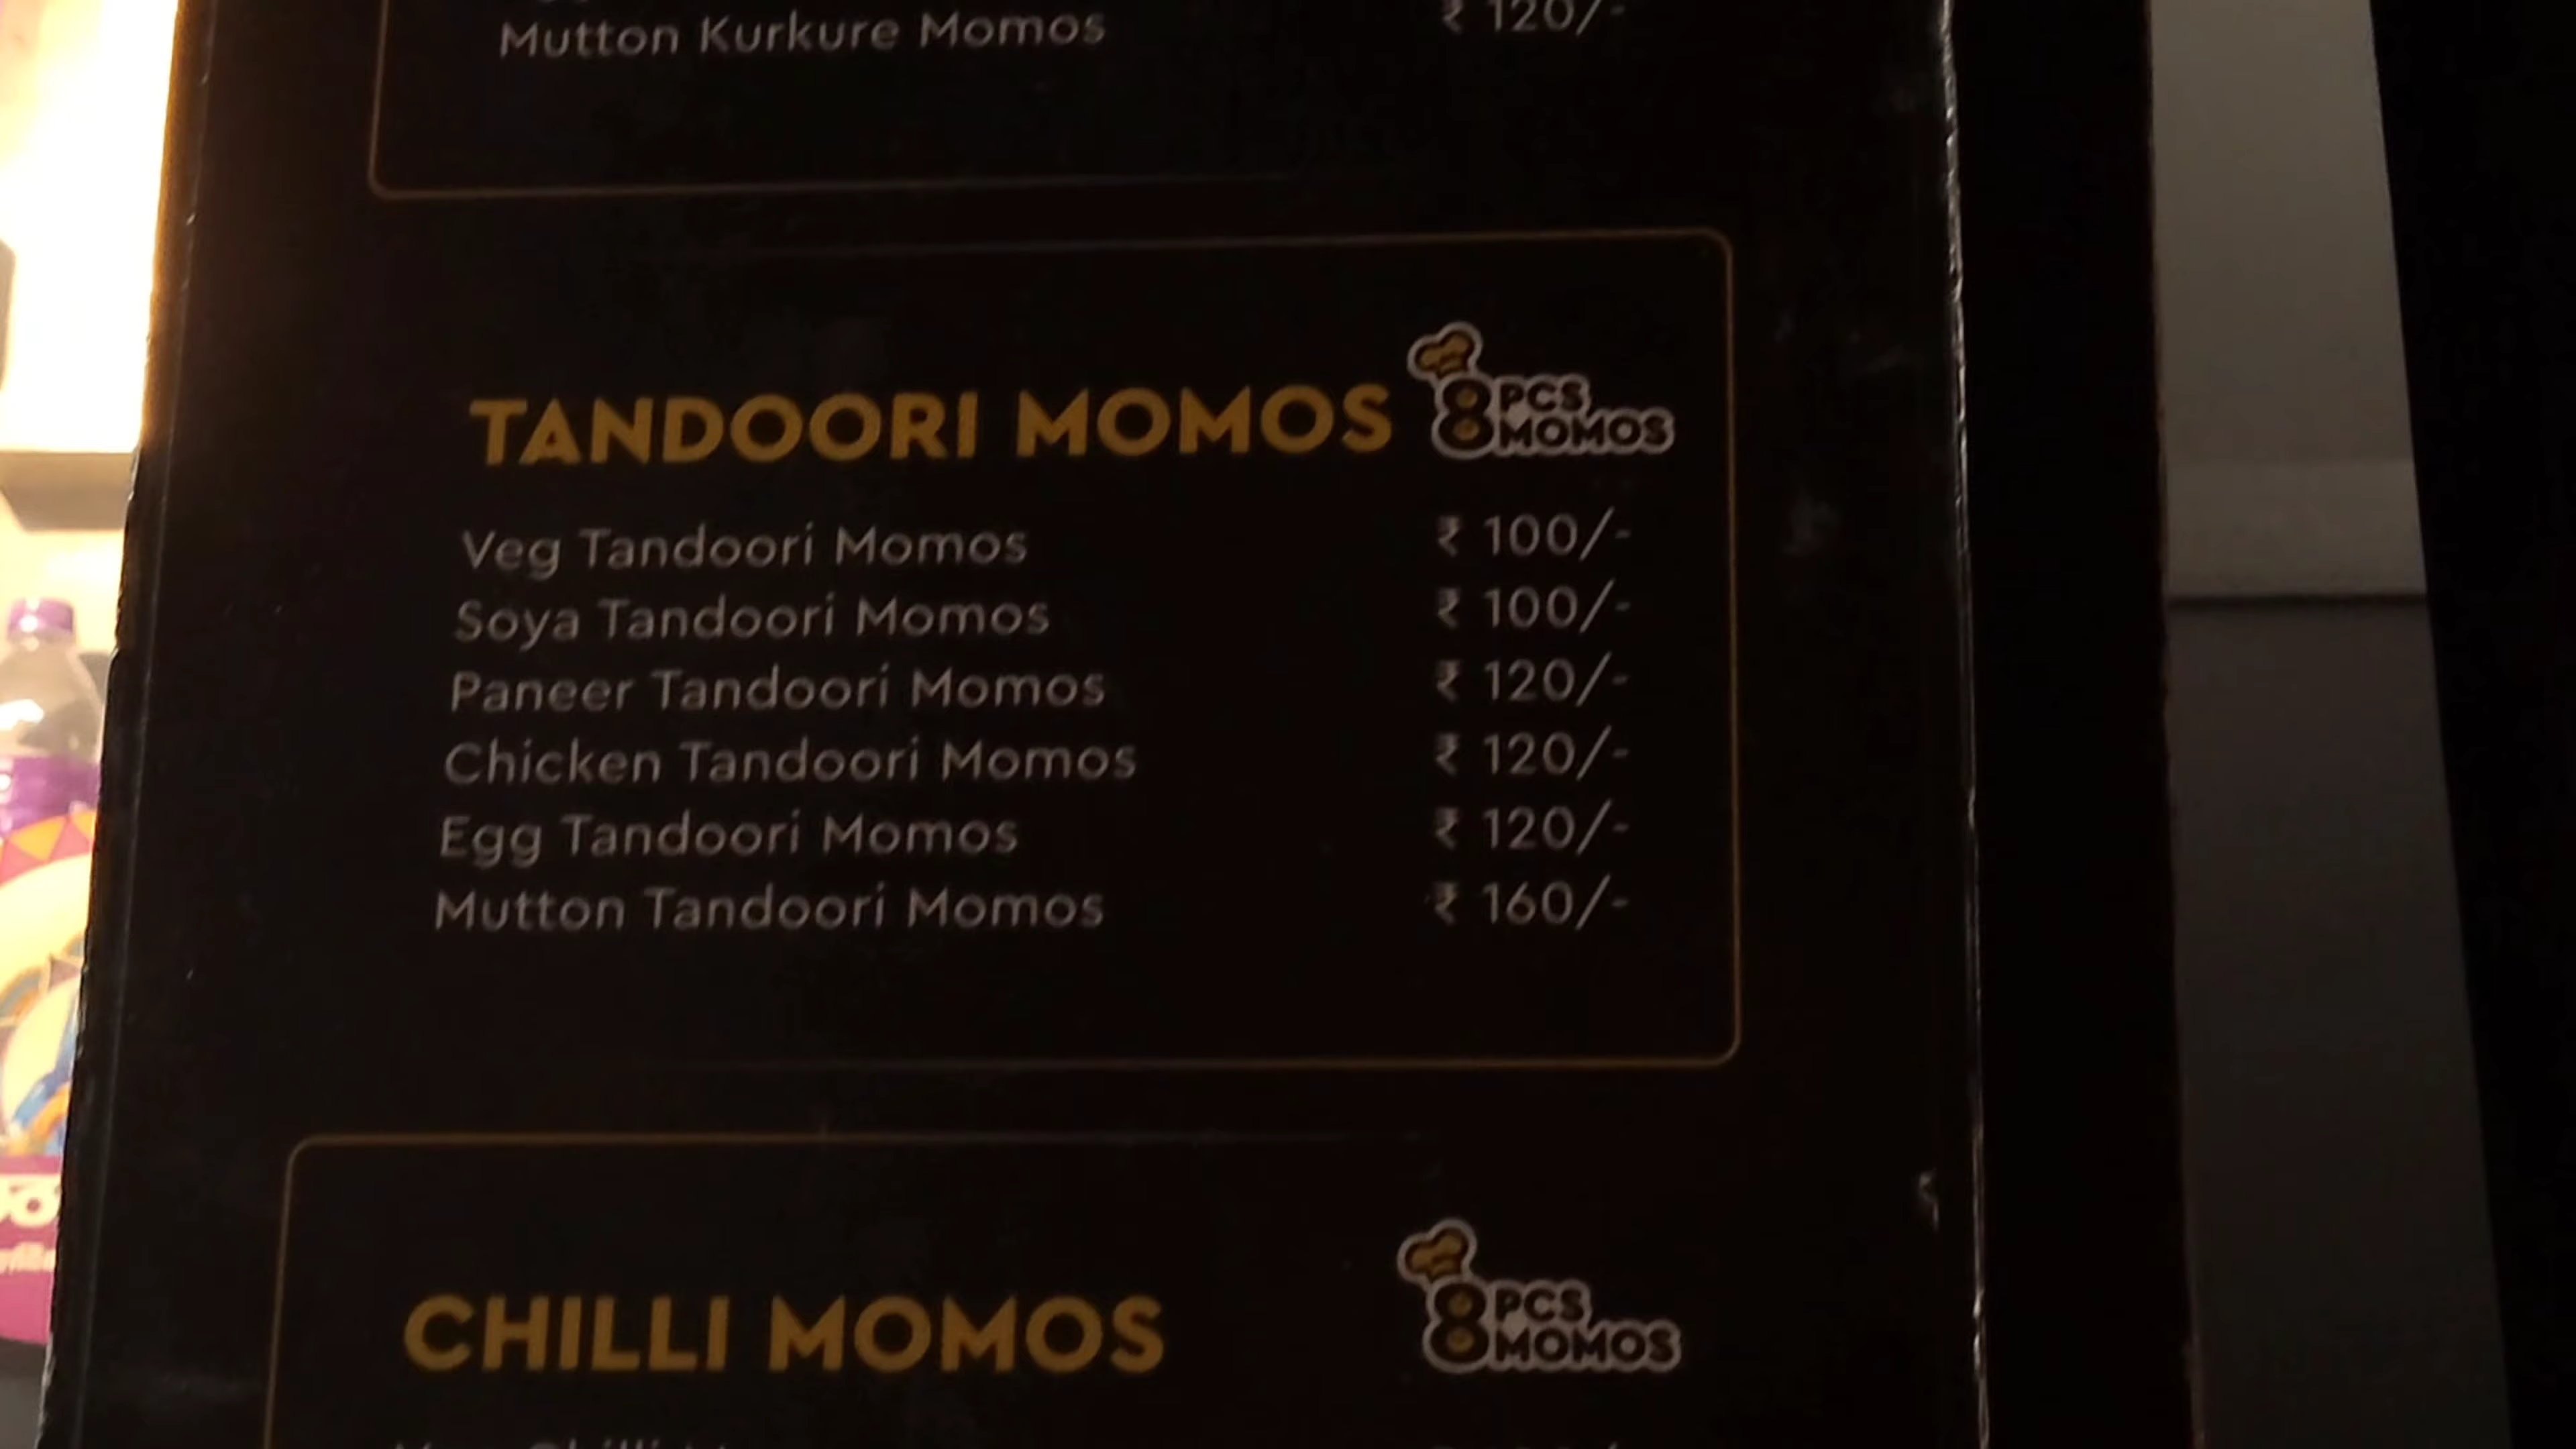 Mutton Kurkure Momos ₹ 120/-
TANDOORI MOMOS 8 PCS MOMOS
Veg Tandoori Momos ₹ 100/-
Soya Tandoori Momos ₹ 100/-
Paneer Tandoori Momos ₹ 120/-
Chicken Tandoori Momos ₹ 120/-
Egg Tandoori Momos ₹ 120/-
Mutton Tandoori Momos ₹ 160/-
CHILLI MOMOS 8 PCS MOMOS